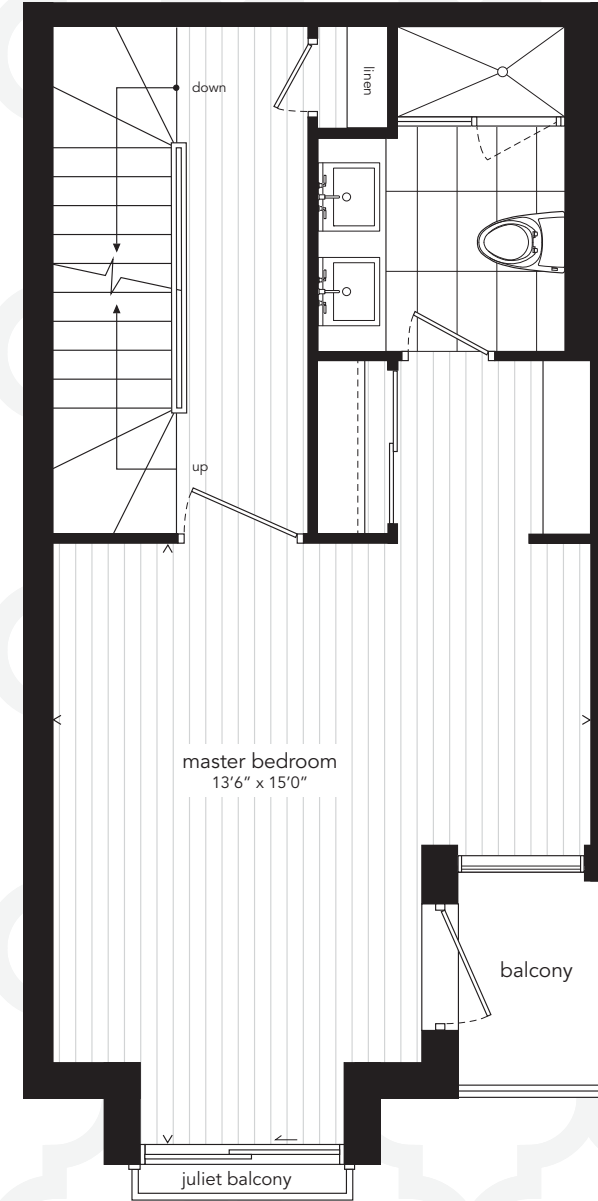 linen
down
up
master bedroom
13’6” x 15’0”
balcony
juliet balcony